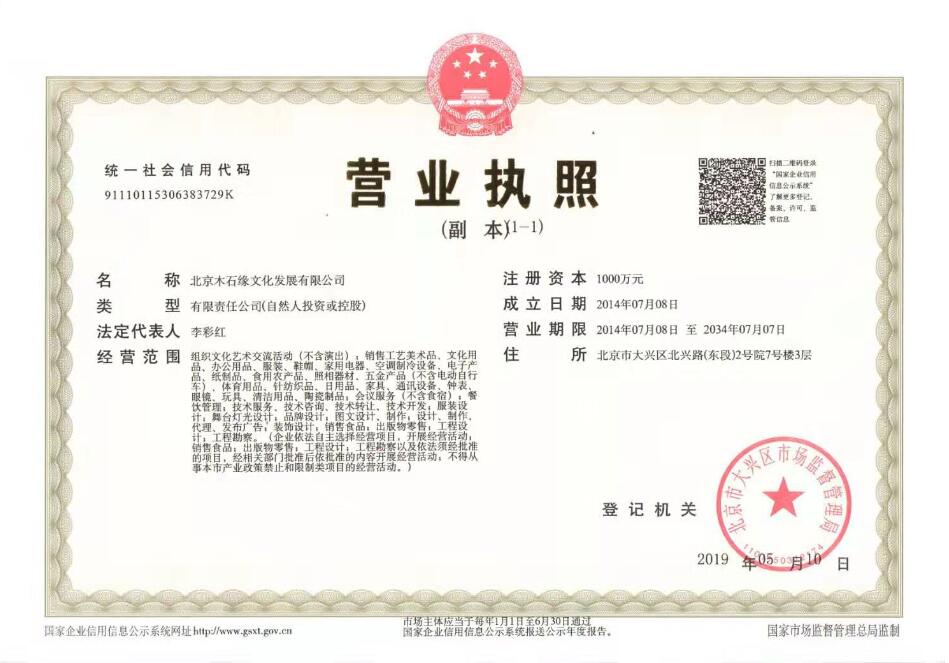 统一社会信用代码
91110115306383729K
营业执照
(副 本)(1-1)
扫描二维码登录
“国家企业信用
信息公示系统”
了解更多登记、
备案、许可、监
管信息
名 称 北京木石缘文化发展有限公司
类 型 有限责任公司(自然人投资或控股)
法定代表人 李彩红
经营范围 组织文化艺术交流活动（不含演出）；销售工艺美术品、文化用
品、办公用品、服装、鞋帽、家用电器、空调制冷设备、电子产
品、纸制品、食用农产品、照相器材、五金产品（不含电动自行
车）、体育用品、针纺织品、日用品、家具、通讯设备、钟表、
眼镜、玩具、清洁用品、陶瓷制品；会议服务（不含食宿）；餐
饮管理；技术服务、技术咨询、技术转让、技术开发；服装设
计；舞台灯光设计；品牌设计；图文设计、制作；设计、制作、
代理、发布广告；装饰设计；销售食品；出版物零售；工程设
计；工程勘察。（企业依法自主选择经营项目，开展经营活动；
销售食品；出版物零售；工程设计；工程勘察以及依法须经批准
的项目，经相关部门批准后依批准的内容开展经营活动；不得从
事本市产业政策禁止和限制类项目的经营活动。）
注册资本 1000万元
成立日期 2014年07月08日
营业期限 2014年07月08日 至 2034年07月07日
住 所 北京市大兴区北兴路(东段)2号院7号楼3层
登记机关
北京市大兴区市场监督管理局
2019 年 05 月 10 日
国家企业信用信息公示系统网址http://www.gsxt.gov.cn
市场主体应当于每年1月1日至6月30日通过
国家企业信用信息公示系统报送公示年度报告。
国家市场监督管理总局监制